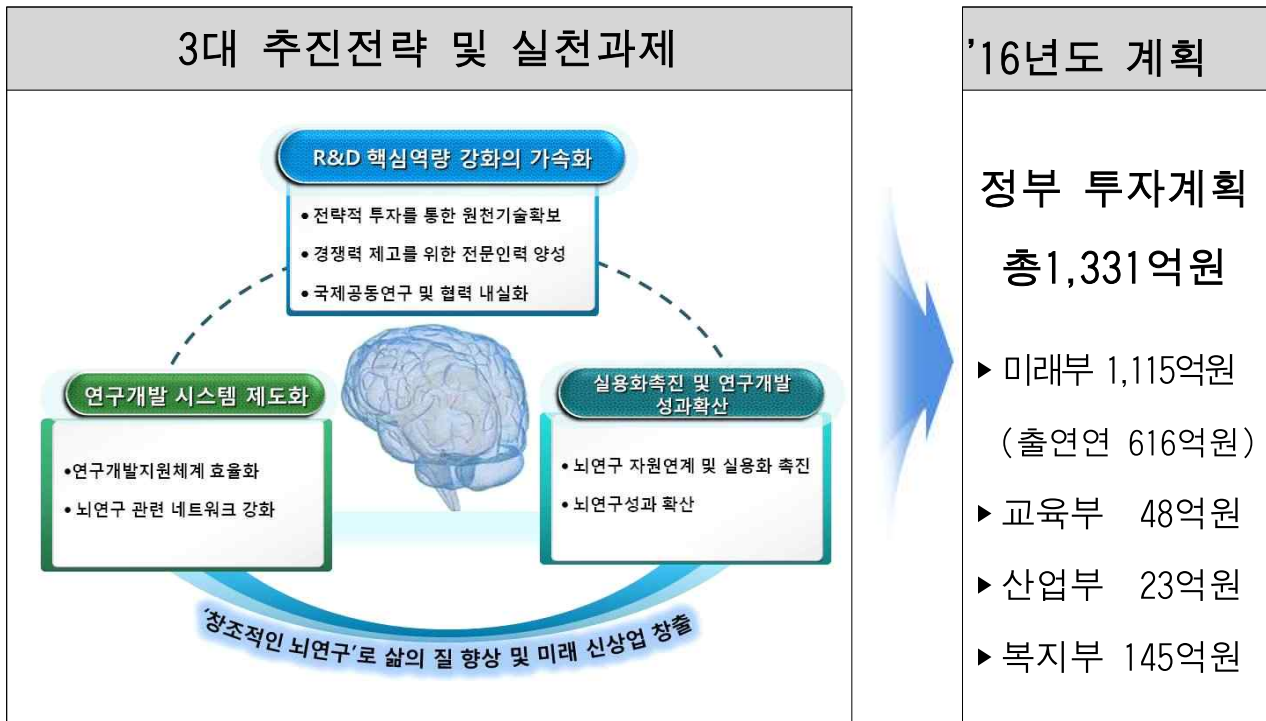 3대 추진전략 및 실천과제
R&D 핵심역량 강화의 가속화
• 전략적 투자를 통한 원천기술확보
• 경쟁력 제고를 위한 전문인력 양성
• 국제공동연구 및 협력 내실화
연구개발 시스템 제도화
•연구개발지원체계 효율화
• 뇌연구 관련 네트워크 강화
실용화촉진 및 연구개발
성과확산
• 뇌연구 자원연계 및 실용화 촉진
• 뇌연구성과 확산
'창조적인 뇌연구'로 삶의 질 향상 및 미래 신상업 창출
'16년도 계획
정부 투자계획
총1,331억원
▶ 미래부 1,115억원
(출연연 616억원)
▶ 교육부 48억원
▶ 산업부 23억원
▶ 복지부 145억원